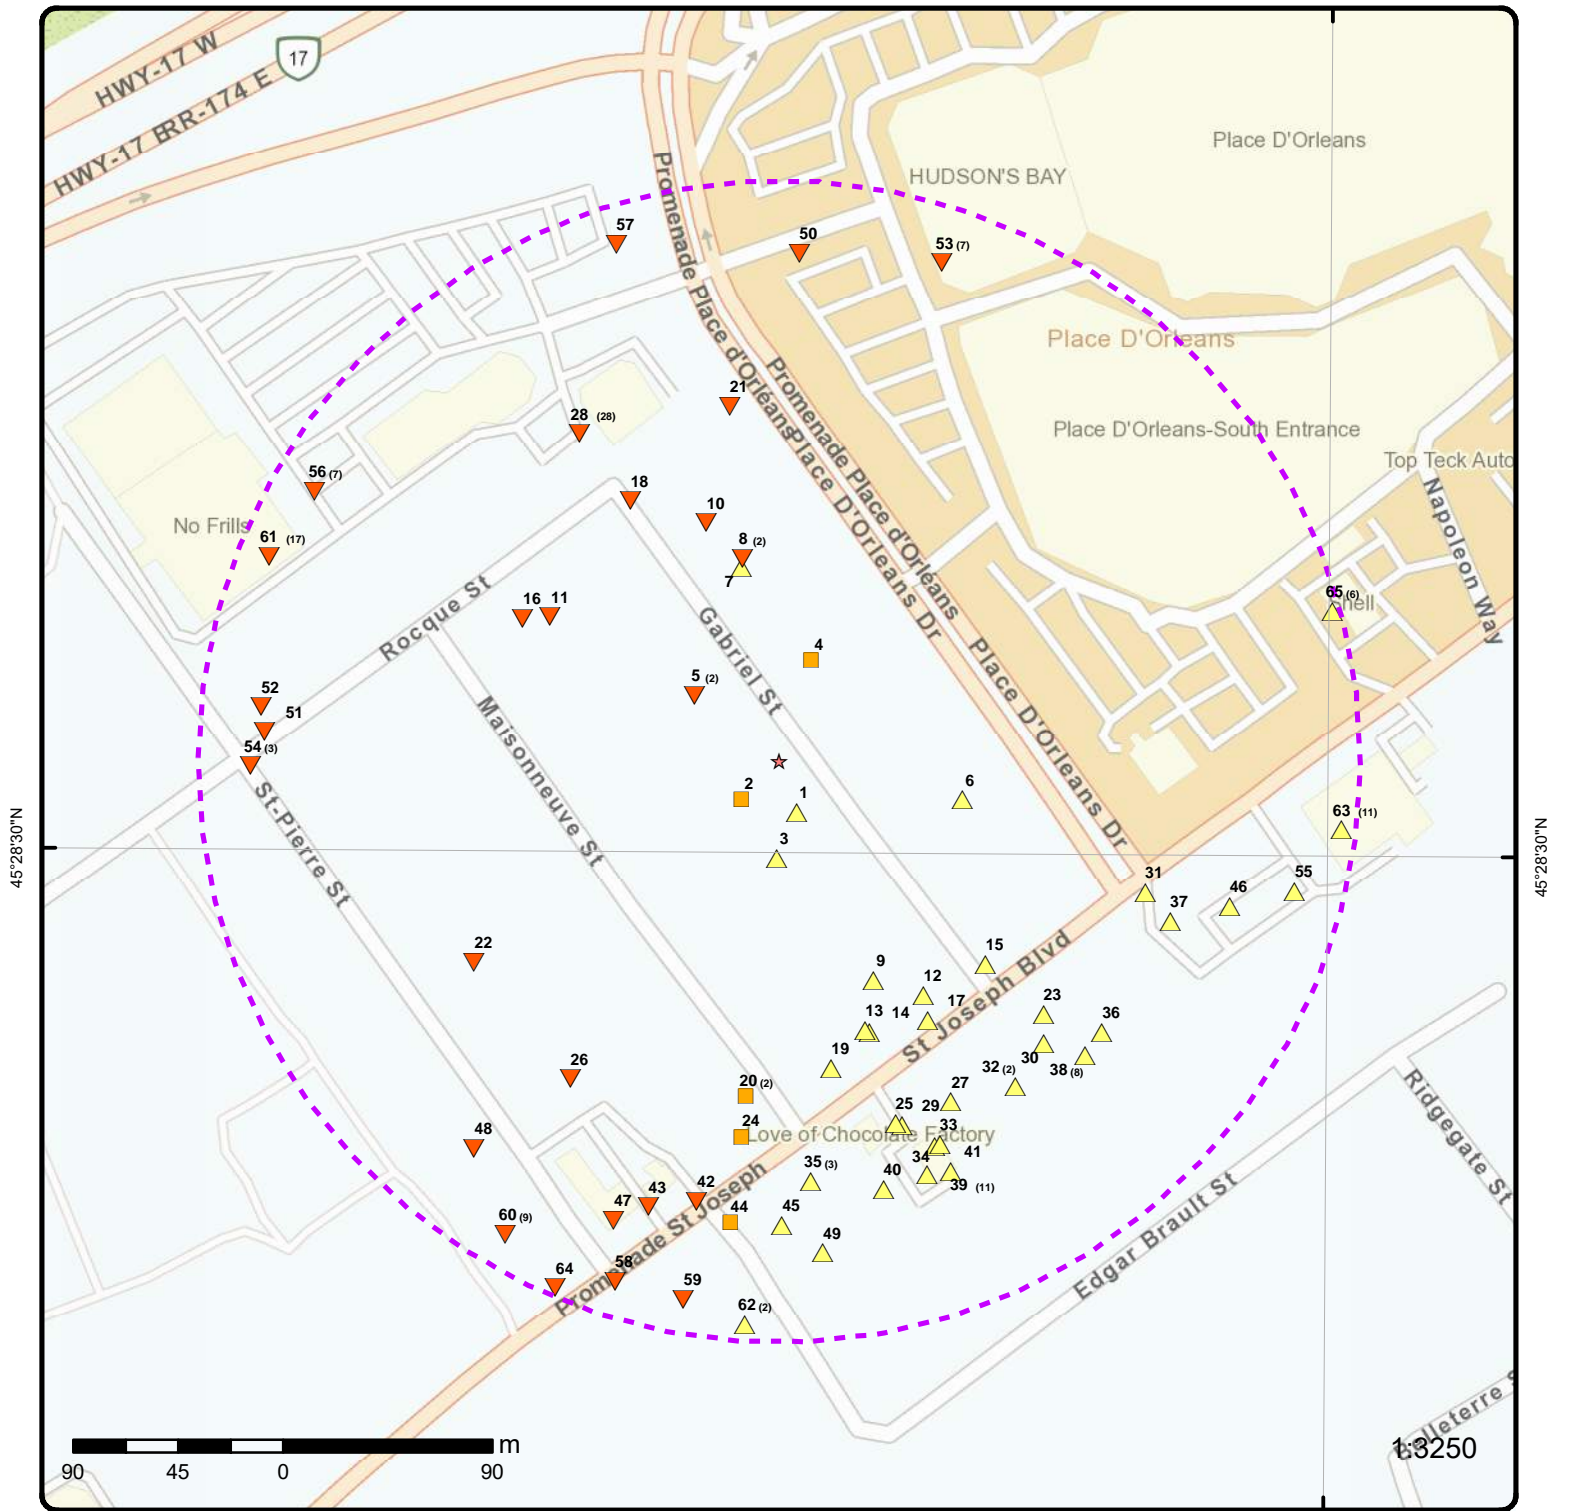 HWY-17 W
17
HWY-17 E
RR-174 E
Place D'Orleans
HUDSON'S BAY
57
50
53 (7)
Promenade Place d'Orléans
Place D'Orleans
21
28 (28)
Promenade Place d'Orléans
Place D'Orleans-South Entrance
Top Teck Auto
56 (7)
18
10
Place D'Orleans Dr
No Frills
61 (17)
8 (2)
7
Napoleon Way
Rocque St
16
11
65 (6)
Shell
Gabriel St
4
Place D'Orleans Dr
5 (2)
52
51
54 (3)
Maisonneuve St
2
1
6
63 (11)
St-Pierre St
3
45°28'30"N
45°28'30"N
31
37
46
55
22
9
15
12
13
14
17
23
36
St Joseph Blvd
19
30
32 (2)
38 (8)
26
20 (2)
27
25
29
24
Love of Chocolate Factory
33
48
34
41
35 (3)
40
39 (11)
Ridgegate St
42
43
47
44
45
60 (9)
49
Promenade St Joseph
Edgar Brault St
64
58
59
62 (2)
m
90
45
0
90
1:3250